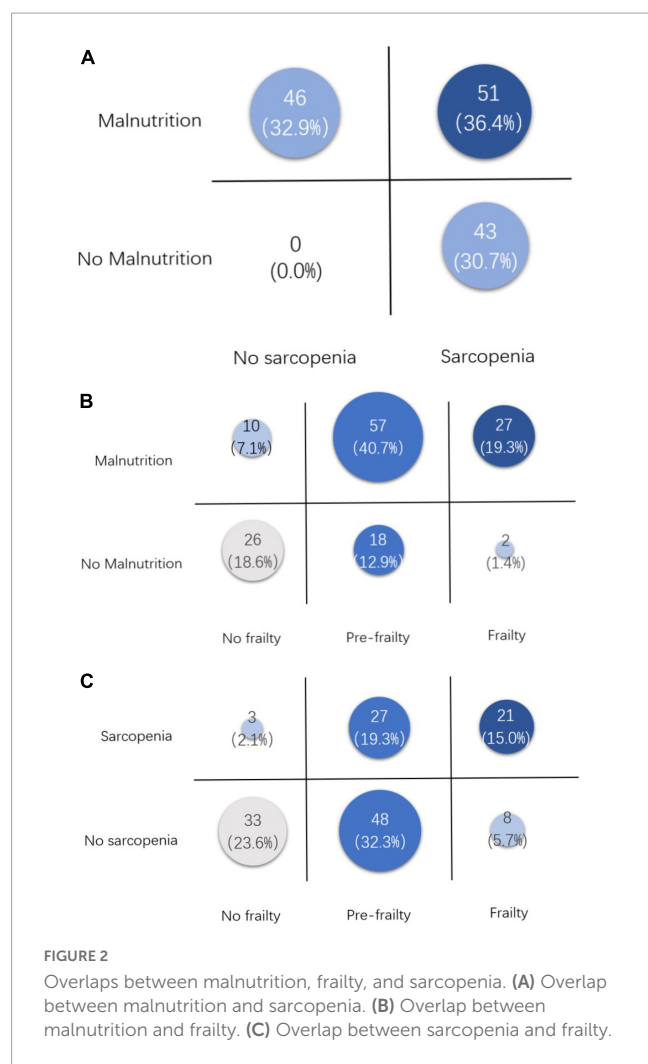 A
Malnutrition
46
(32.9%)
51
(36.4%)
No Malnutrition
0
(0.0%)
43
(30.7%)
No sarcopenia Sarcopenia
B
Malnutrition
10
(7.1%)
57
(40.7%)
27
(19.3%)
No Malnutrition
26
(18.6%)
18
(12.9%)
2
(1.4%)
No frailty Pre-frailty Frailty
C
Sarcopenia
3
(2.1%)
27
(19.3%)
21
(15.0%)
No sarcopenia
33
(23.6%)
48
(32.3%)
8
(5.7%)
No frailty Pre-frailty Frailty
FIGURE 2
Overlaps between malnutrition, frailty, and sarcopenia. (A) Overlap
between malnutrition and sarcopenia. (B) Overlap between
malnutrition and frailty. (C) Overlap between sarcopenia and frailty.